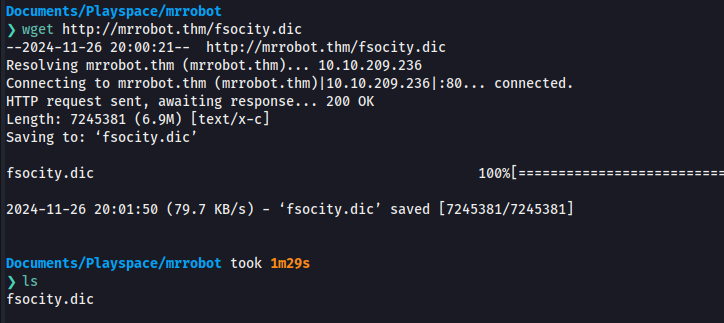 Documents/Playspace/mrrobot
❯ wget http://mrrobot.thm/fsocity.dic
--2024-11-26 20:00:21--  http://mrrobot.thm/fsocity.dic
Resolving mrrobot.thm (mrrobot.thm)... 10.10.209.236
Connecting to mrrobot.thm (mrrobot.thm)|10.10.209.236|:80... connected.
HTTP request sent, awaiting response... 200 OK
Length: 7245381 (6.9M) [text/x-c]
Saving to: ‘fsocity.dic’
fsocity.dic 100%[===========================
2024-11-26 20:01:50 (79.7 KB/s) - ‘fsocity.dic’ saved [7245381/7245381]
Documents/Playspace/mrrobot took 1m29s
❯ ls
fsocity.dic